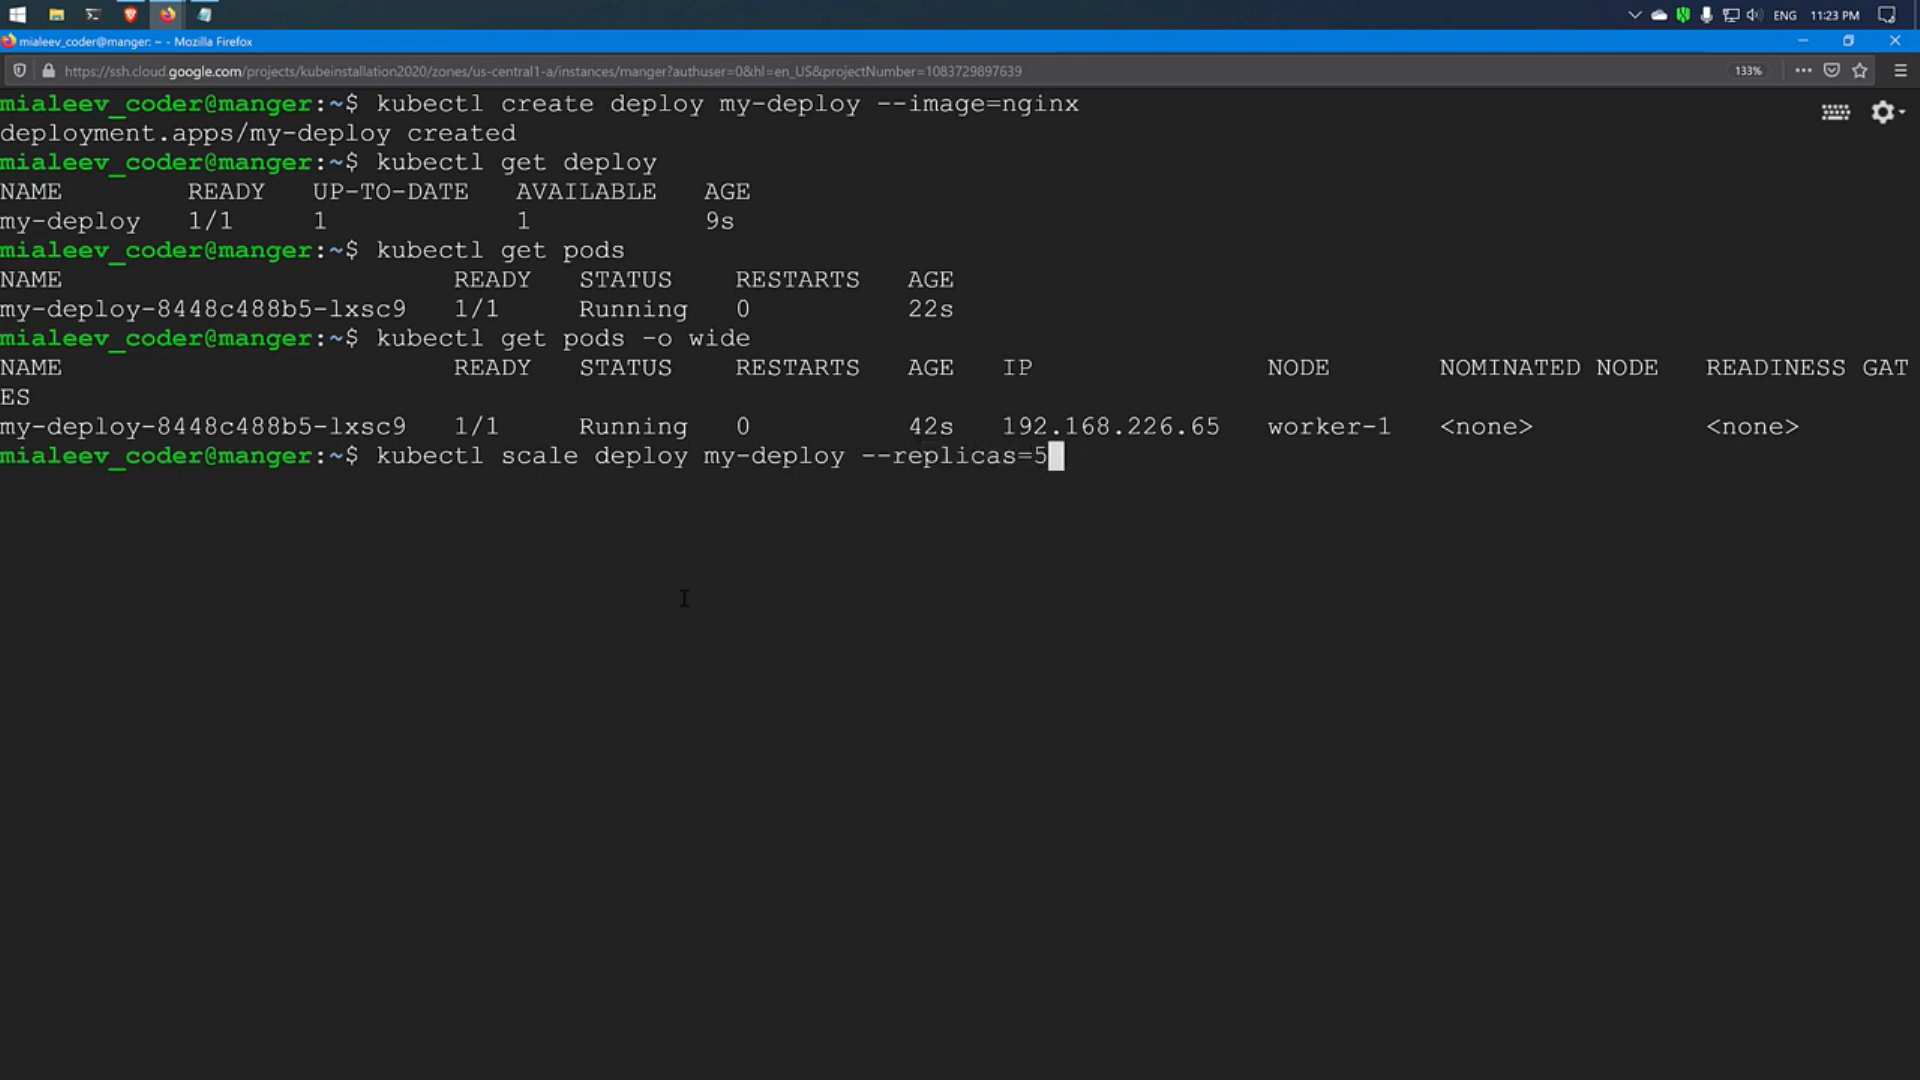 ENG 11:23 PM
mialeev_coder@manger: ~ - Mozilla Firefox
https://ssh.cloud.google.com/projects/kubeinstallation2020/zones/us-central1-a/instances/manger?authuser=0&hl=en_US&projectNumber=1083729897639 133%
mialeev_coder@manger:~$ kubectl create deploy my-deploy --image=nginx
deployment.apps/my-deploy created
mialeev_coder@manger:~$ kubectl get deploy
NAME READY UP-TO-DATE AVAILABLE AGE
my-deploy 1/1 1 1 9s
mialeev_coder@manger:~$ kubectl get pods
NAME READY STATUS RESTARTS AGE
my-deploy-8448c488b5-lxsc9 1/1 Running 0 22s
mialeev_coder@manger:~$ kubectl get pods -o wide
NAME READY STATUS RESTARTS AGE IP NODE NOMINATED NODE READINESS GAT
ES
my-deploy-8448c488b5-lxsc9 1/1 Running 0 42s 192.168.226.65 worker-1 <none> <none>
mialeev_coder@manger:~$ kubectl scale deploy my-deploy --replicas=5